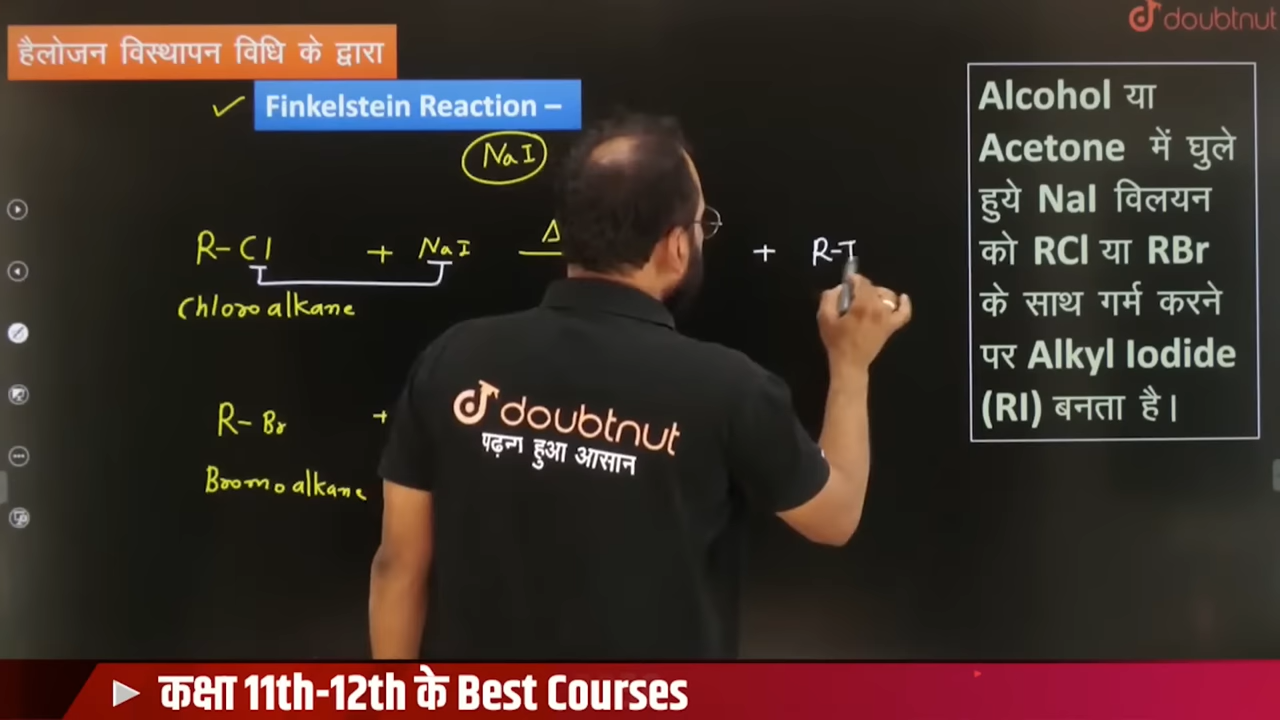 doubtnut
हैलोजन विस्थापन विधि के द्वारा
Finkelstein Reaction –
NaI
R-Cl + NaI Δ + R-I
Chloroalkane
R-Br +
Bromoalkane
Alcohol या
Acetone में घुले
हुये NaI विलयन
को RCl या RBr
के साथ गर्म करने
पर Alkyl Iodide
(RI) बनता है।
doubtnut
पढ़ना हुआ आसान
कक्षा 11th-12th के Best Courses